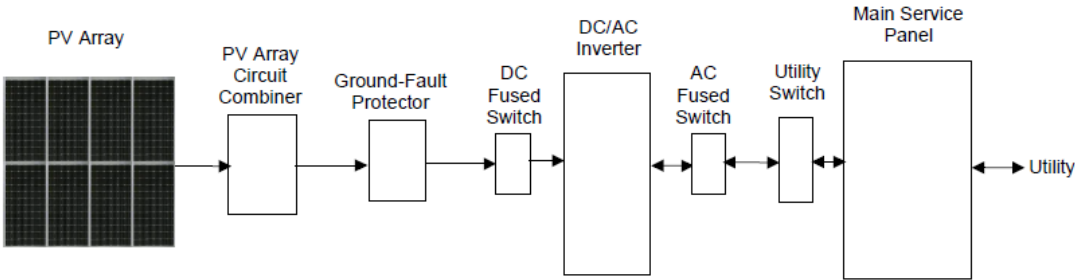 PV Array
PV Array
Circuit
Combiner
Ground-Fault
Protector
DC
Fused
Switch
DC/AC
Inverter
AC
Fused
Switch
Utility
Switch
Main Service
Panel
Utility